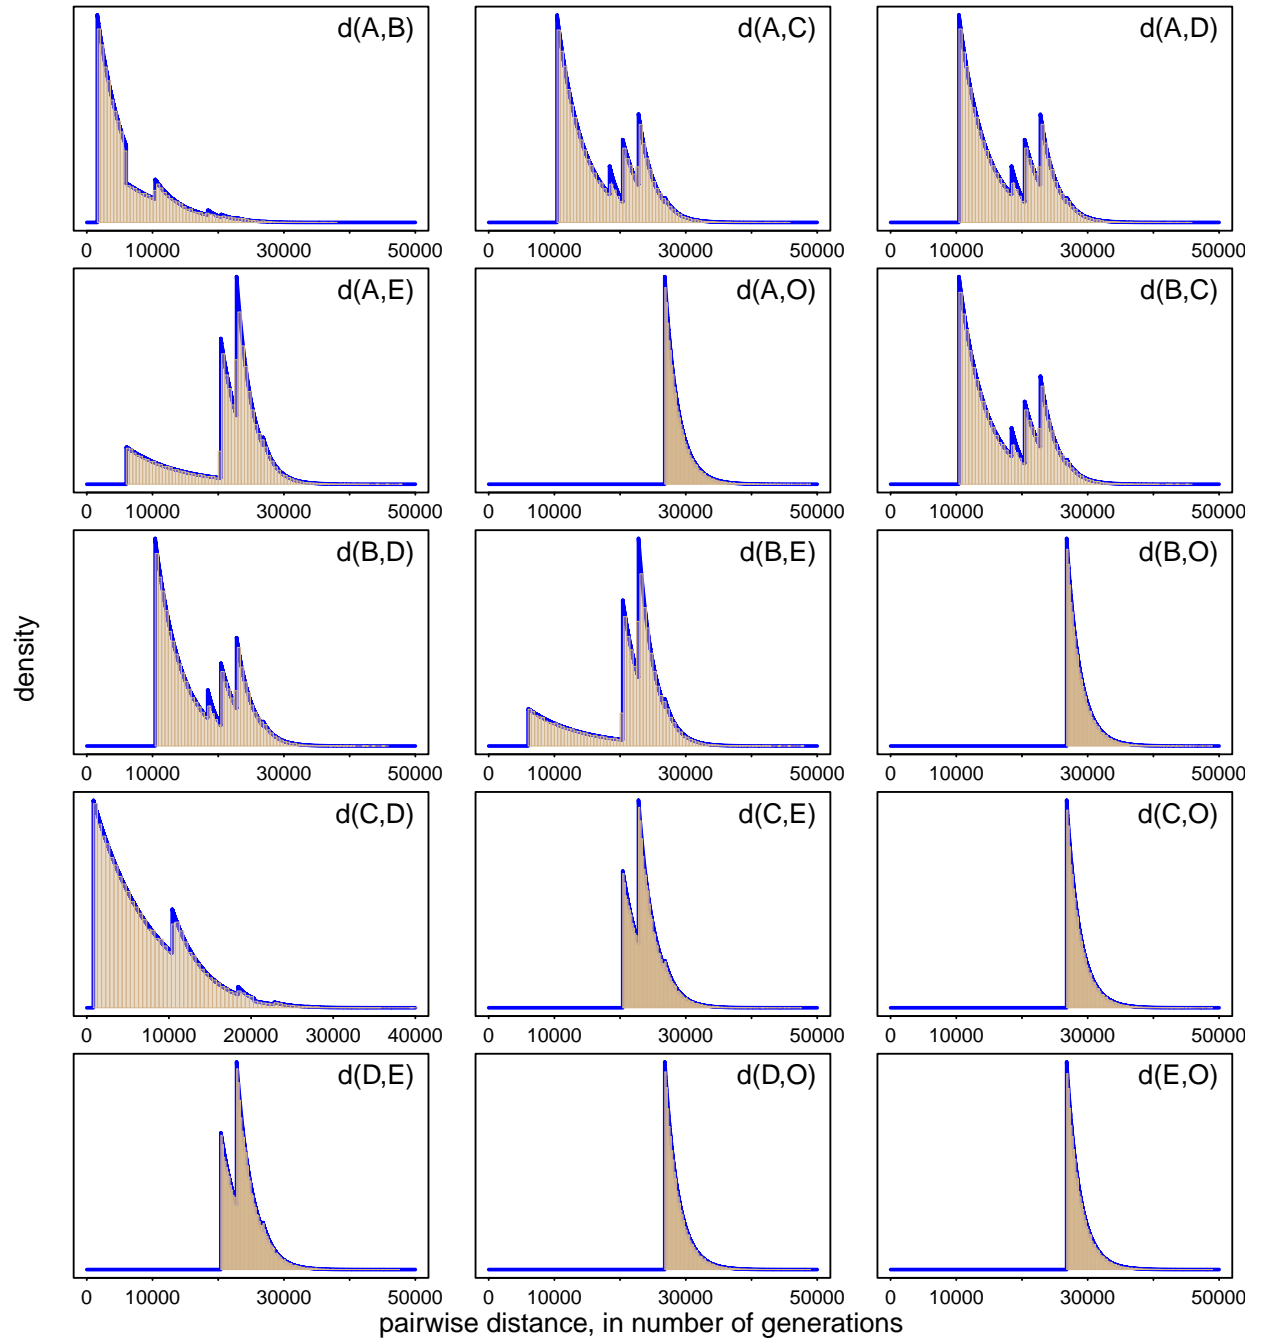 d(A,B) d(A,C) d(A,D)
0 10000 30000 50000 0 10000 30000 50000 0 10000 30000 50000
d(A,E) d(A,O) d(B,C)
0 10000 30000 50000 0 10000 30000 50000 0 10000 30000 50000
d(B,D) d(B,E) d(B,O)
0 10000 30000 50000 0 10000 30000 50000 0 10000 30000 50000
density
d(C,D) d(C,E) d(C,O)
0 10000 20000 30000 40000 0 10000 30000 50000 0 10000 30000 50000
d(D,E) d(D,O) d(E,O)
0 10000 30000 50000 0 10000 30000 50000 0 10000 30000 50000
pairwise distance, in number of generations